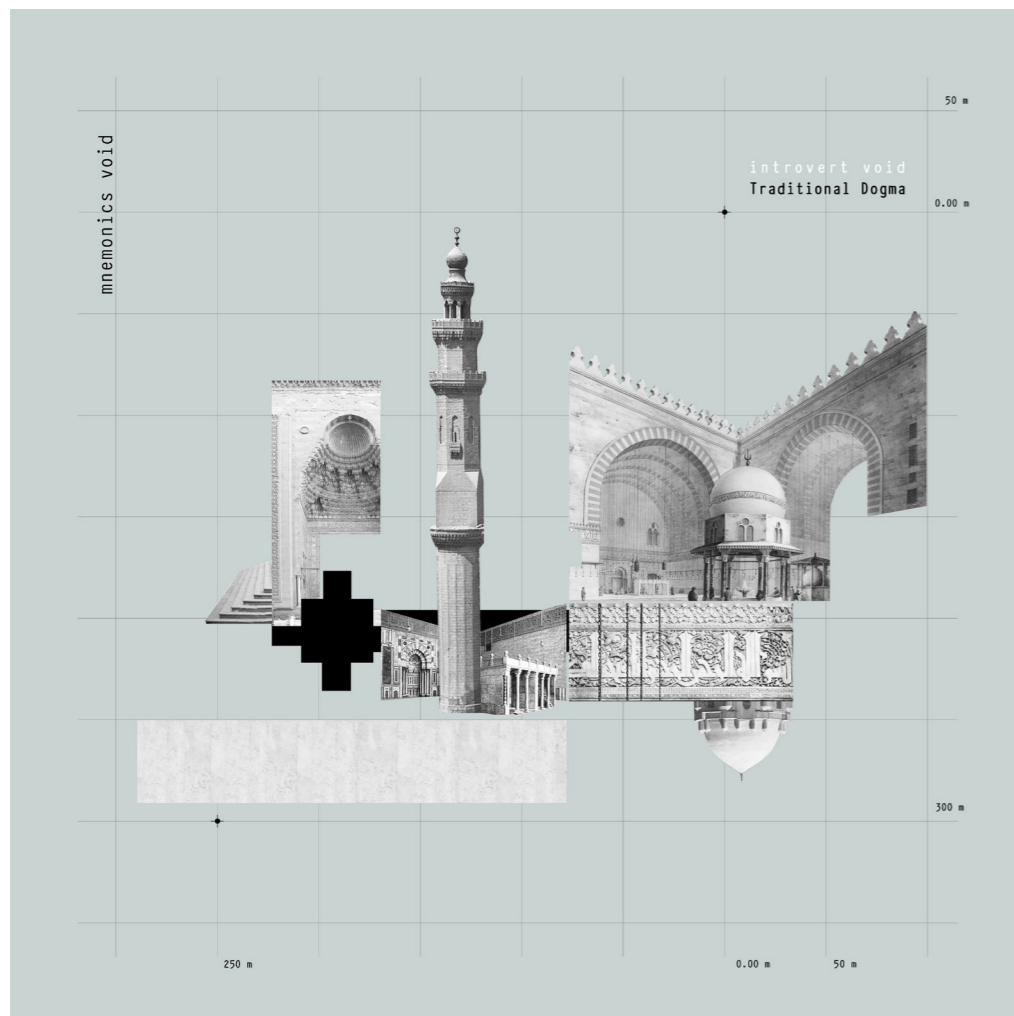 50 m
mnemonics void
introvert void
Traditional Dogma
0.00 m
300 m
250 m
0.00 m
50 m